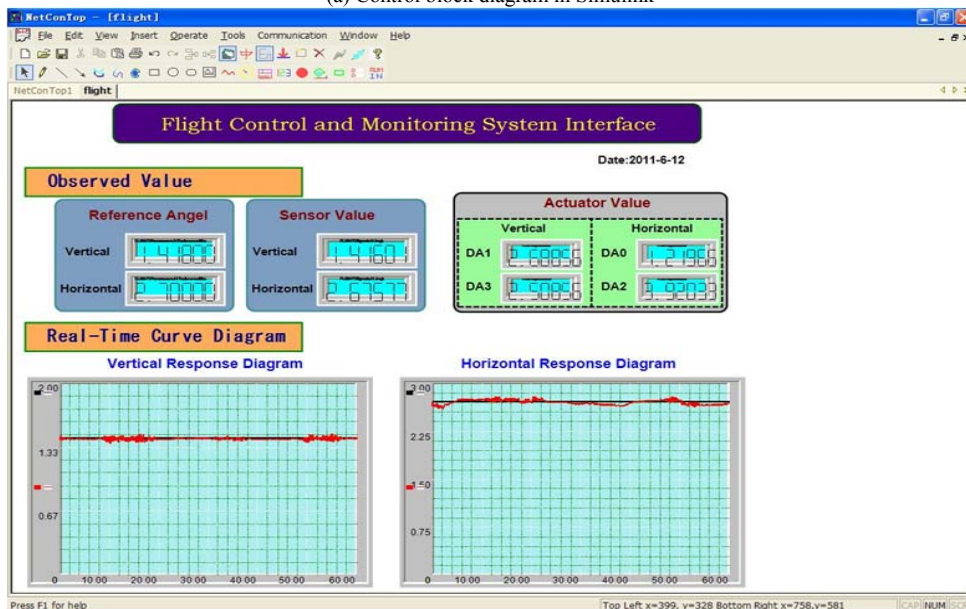 (a) Control block diagram in Simulink
NetConTop - [flight]
File Edit View Insert Operate Tools Communication Window Help
NetConTop1 flight
Flight Control and Monitoring System Interface
Date:2011-6-12
Observed Value
Reference Angel
Vertical
Horizontal
Sensor Value
Vertical
Horizontal
Actuator Value
Vertical Horizontal
DA1 DA0
DA3 DA2
Real-Time Curve Diagram
Vertical Response Diagram
2.00
1.33
0.67
0 10.00 20.00 30.00 40.00 50.00 60.00
Horizontal Response Diagram
3.00
2.25
1.50
0.75
0 10.00 20.00 30.00 40.00 50.00 60.00
Press F1 for help
Top Left x=399, y=328 Bottom Right x=758,y=581
CAP NUM SCR